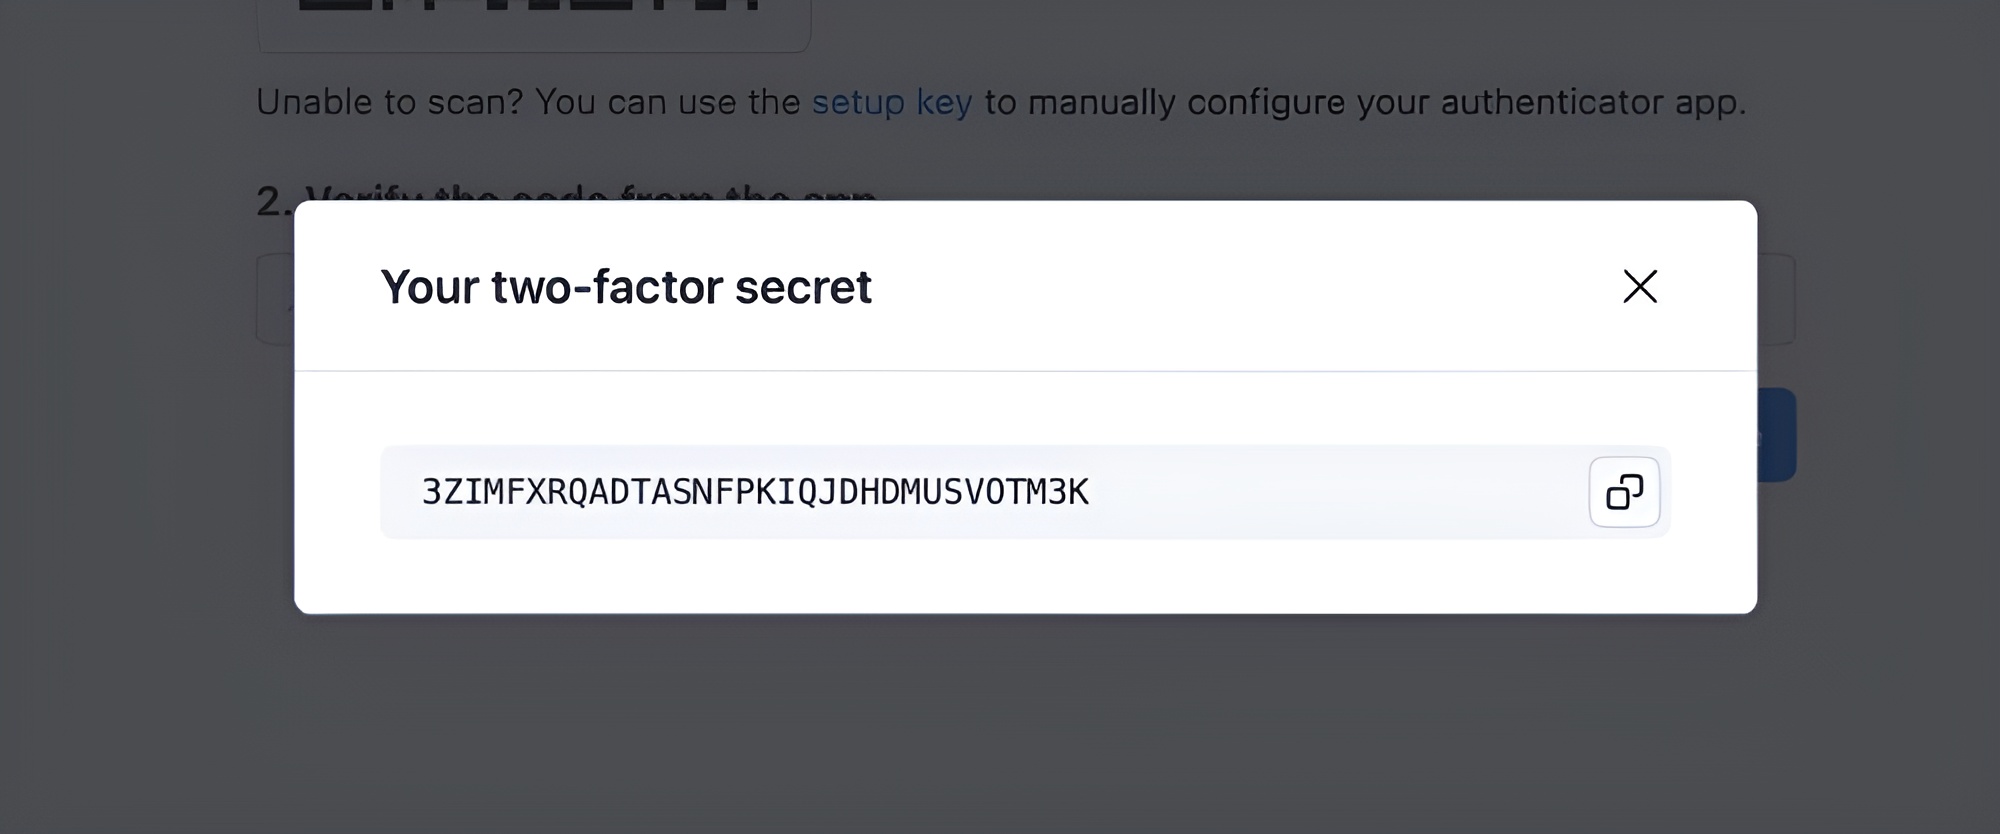 Unable to scan? You can use the setup key to manually configure your authenticator app.
2. Verify the code from the app
Your two-factor secret
3ZIMFXRQADTASNFPKIQJDHDMUSVOTM3K